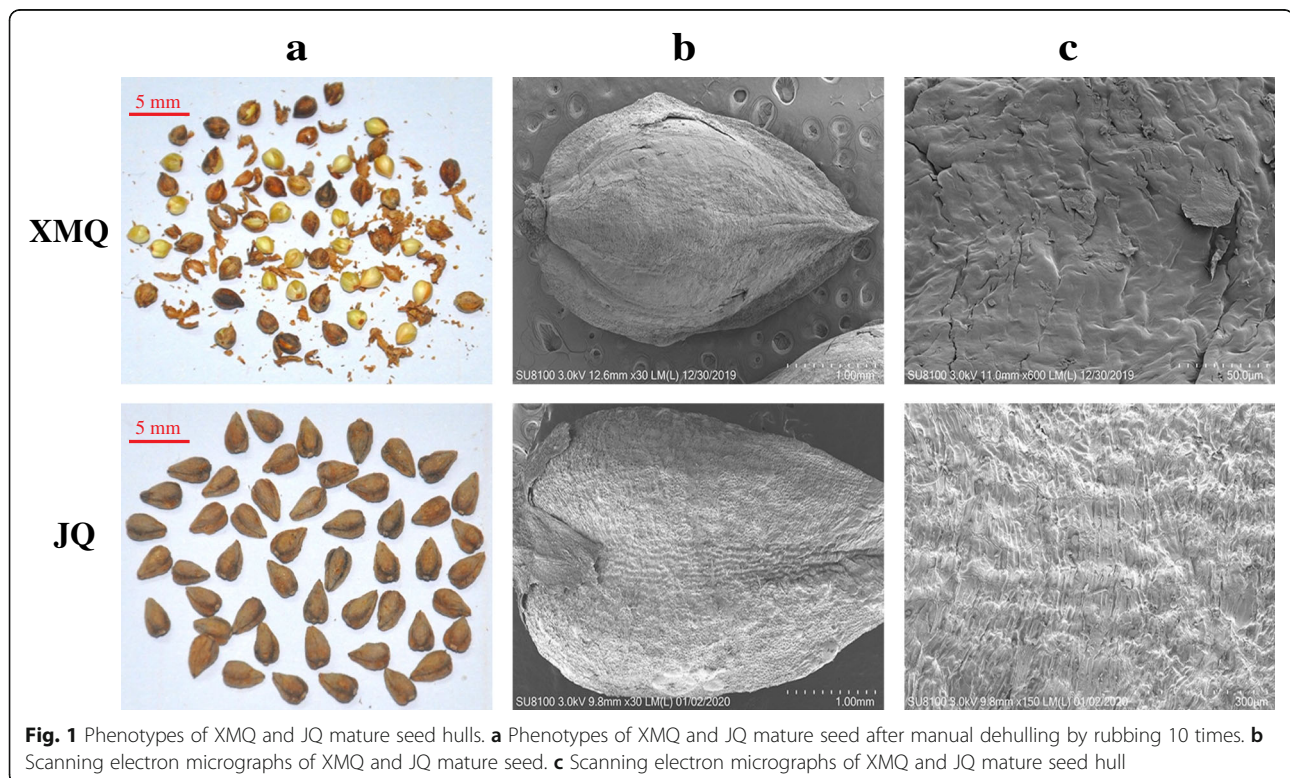 a b c
XMQ
5 mm
SU8100 3.0kV 12.6mm x30 LM(L) 12/30/2019 1.00mm
SU8100 3.0kV 11.0mm x600 LM(L) 12/30/2019 50.0µm
JQ
5 mm
SU8100 3.0kV 9.8mm x30 LM(L) 01/02/2020 1.00mm
SU8100 3.0kV 9.8mm x150 LM(L) 01/02/2020 300µm
Fig. 1 Phenotypes of XMQ and JQ mature seed hulls. a Phenotypes of XMQ and JQ mature seed after manual dehulling by rubbing 10 times. b
Scanning electron micrographs of XMQ and JQ mature seed. c Scanning electron micrographs of XMQ and JQ mature seed hull